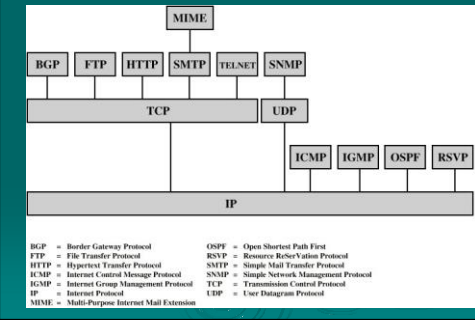 MIME
BGP FTP HTTP SMTP TELNET SNMP
TCP UDP
ICMP IGMP OSPF RSVP
IP
BGP = Border Gateway Protocol
FTP = File Transfer Protocol
HTTP = Hypertext Transfer Protocol
ICMP = Internet Control Message Protocol
IGMP = Internet Group Management Protocol
IP = Internet Protocol
MIME = Multi-Purpose Internet Mail Extension
OSPF = Open Shortest Path First
RSVP = Resource ReSerVation Protocol
SMTP = Simple Mail Transfer Protocol
SNMP = Simple Network Management Protocol
TCP = Transmission Control Protocol
UDP = User Datagram Protocol